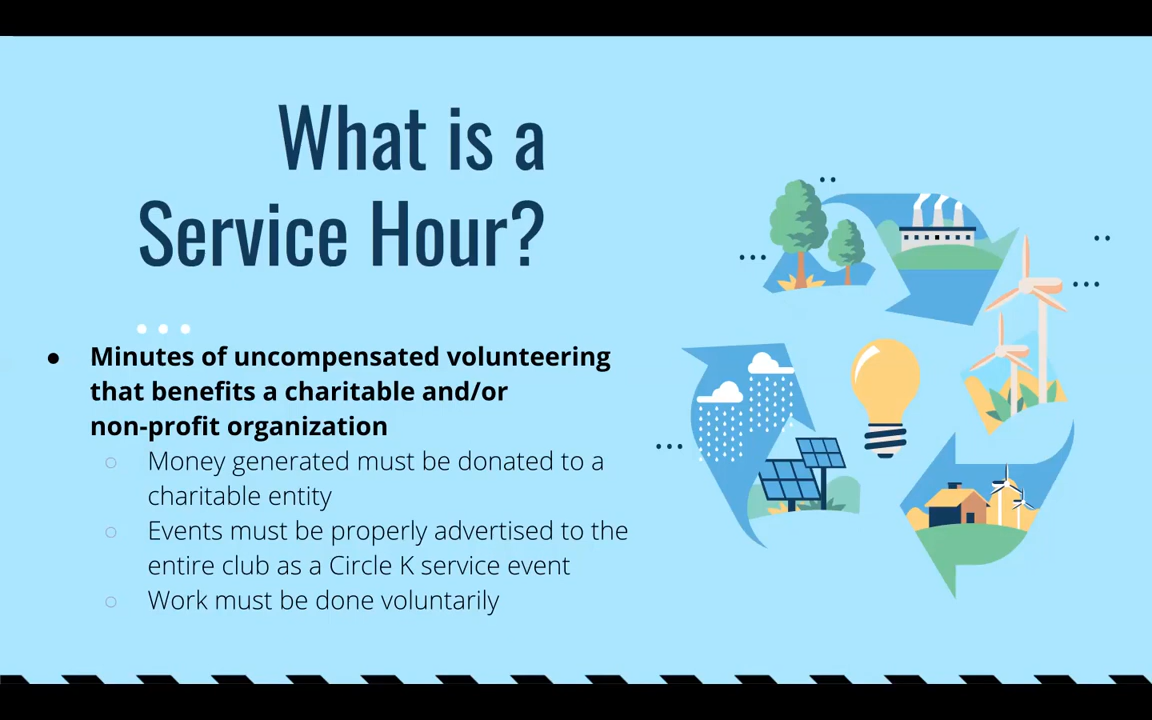 What is a
Service Hour?
● Minutes of uncompensated volunteering
that benefits a charitable and/or
non-profit organization
○ Money generated must be donated to a
charitable entity
○ Events must be properly advertised to the
entire club as a Circle K service event
○ Work must be done voluntarily